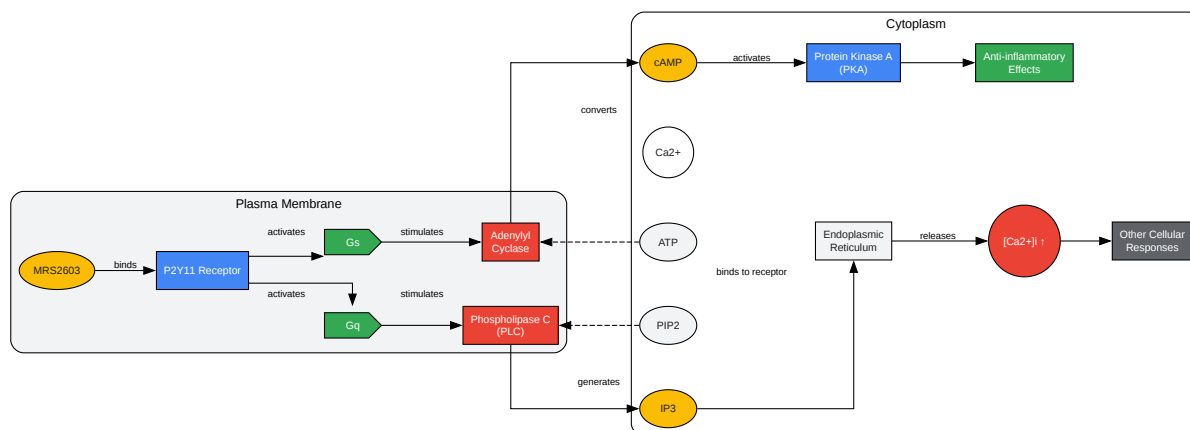 Cytoplasm
cAMP
activates
Protein Kinase A
(PKA)
Anti-inflammatory
Effects
converts
Ca2+
Plasma Membrane
MRS2603
binds
P2Y11 Receptor
activates
Gs
stimulates
Adenylyl
Cyclase
activates
Gq
stimulates
Phospholipase C
(PLC)
ATP
PIP2
binds to receptor
Endoplasmic
Reticulum
releases
[Ca2+]i ↑
Other Cellular
Responses
generates
IP3